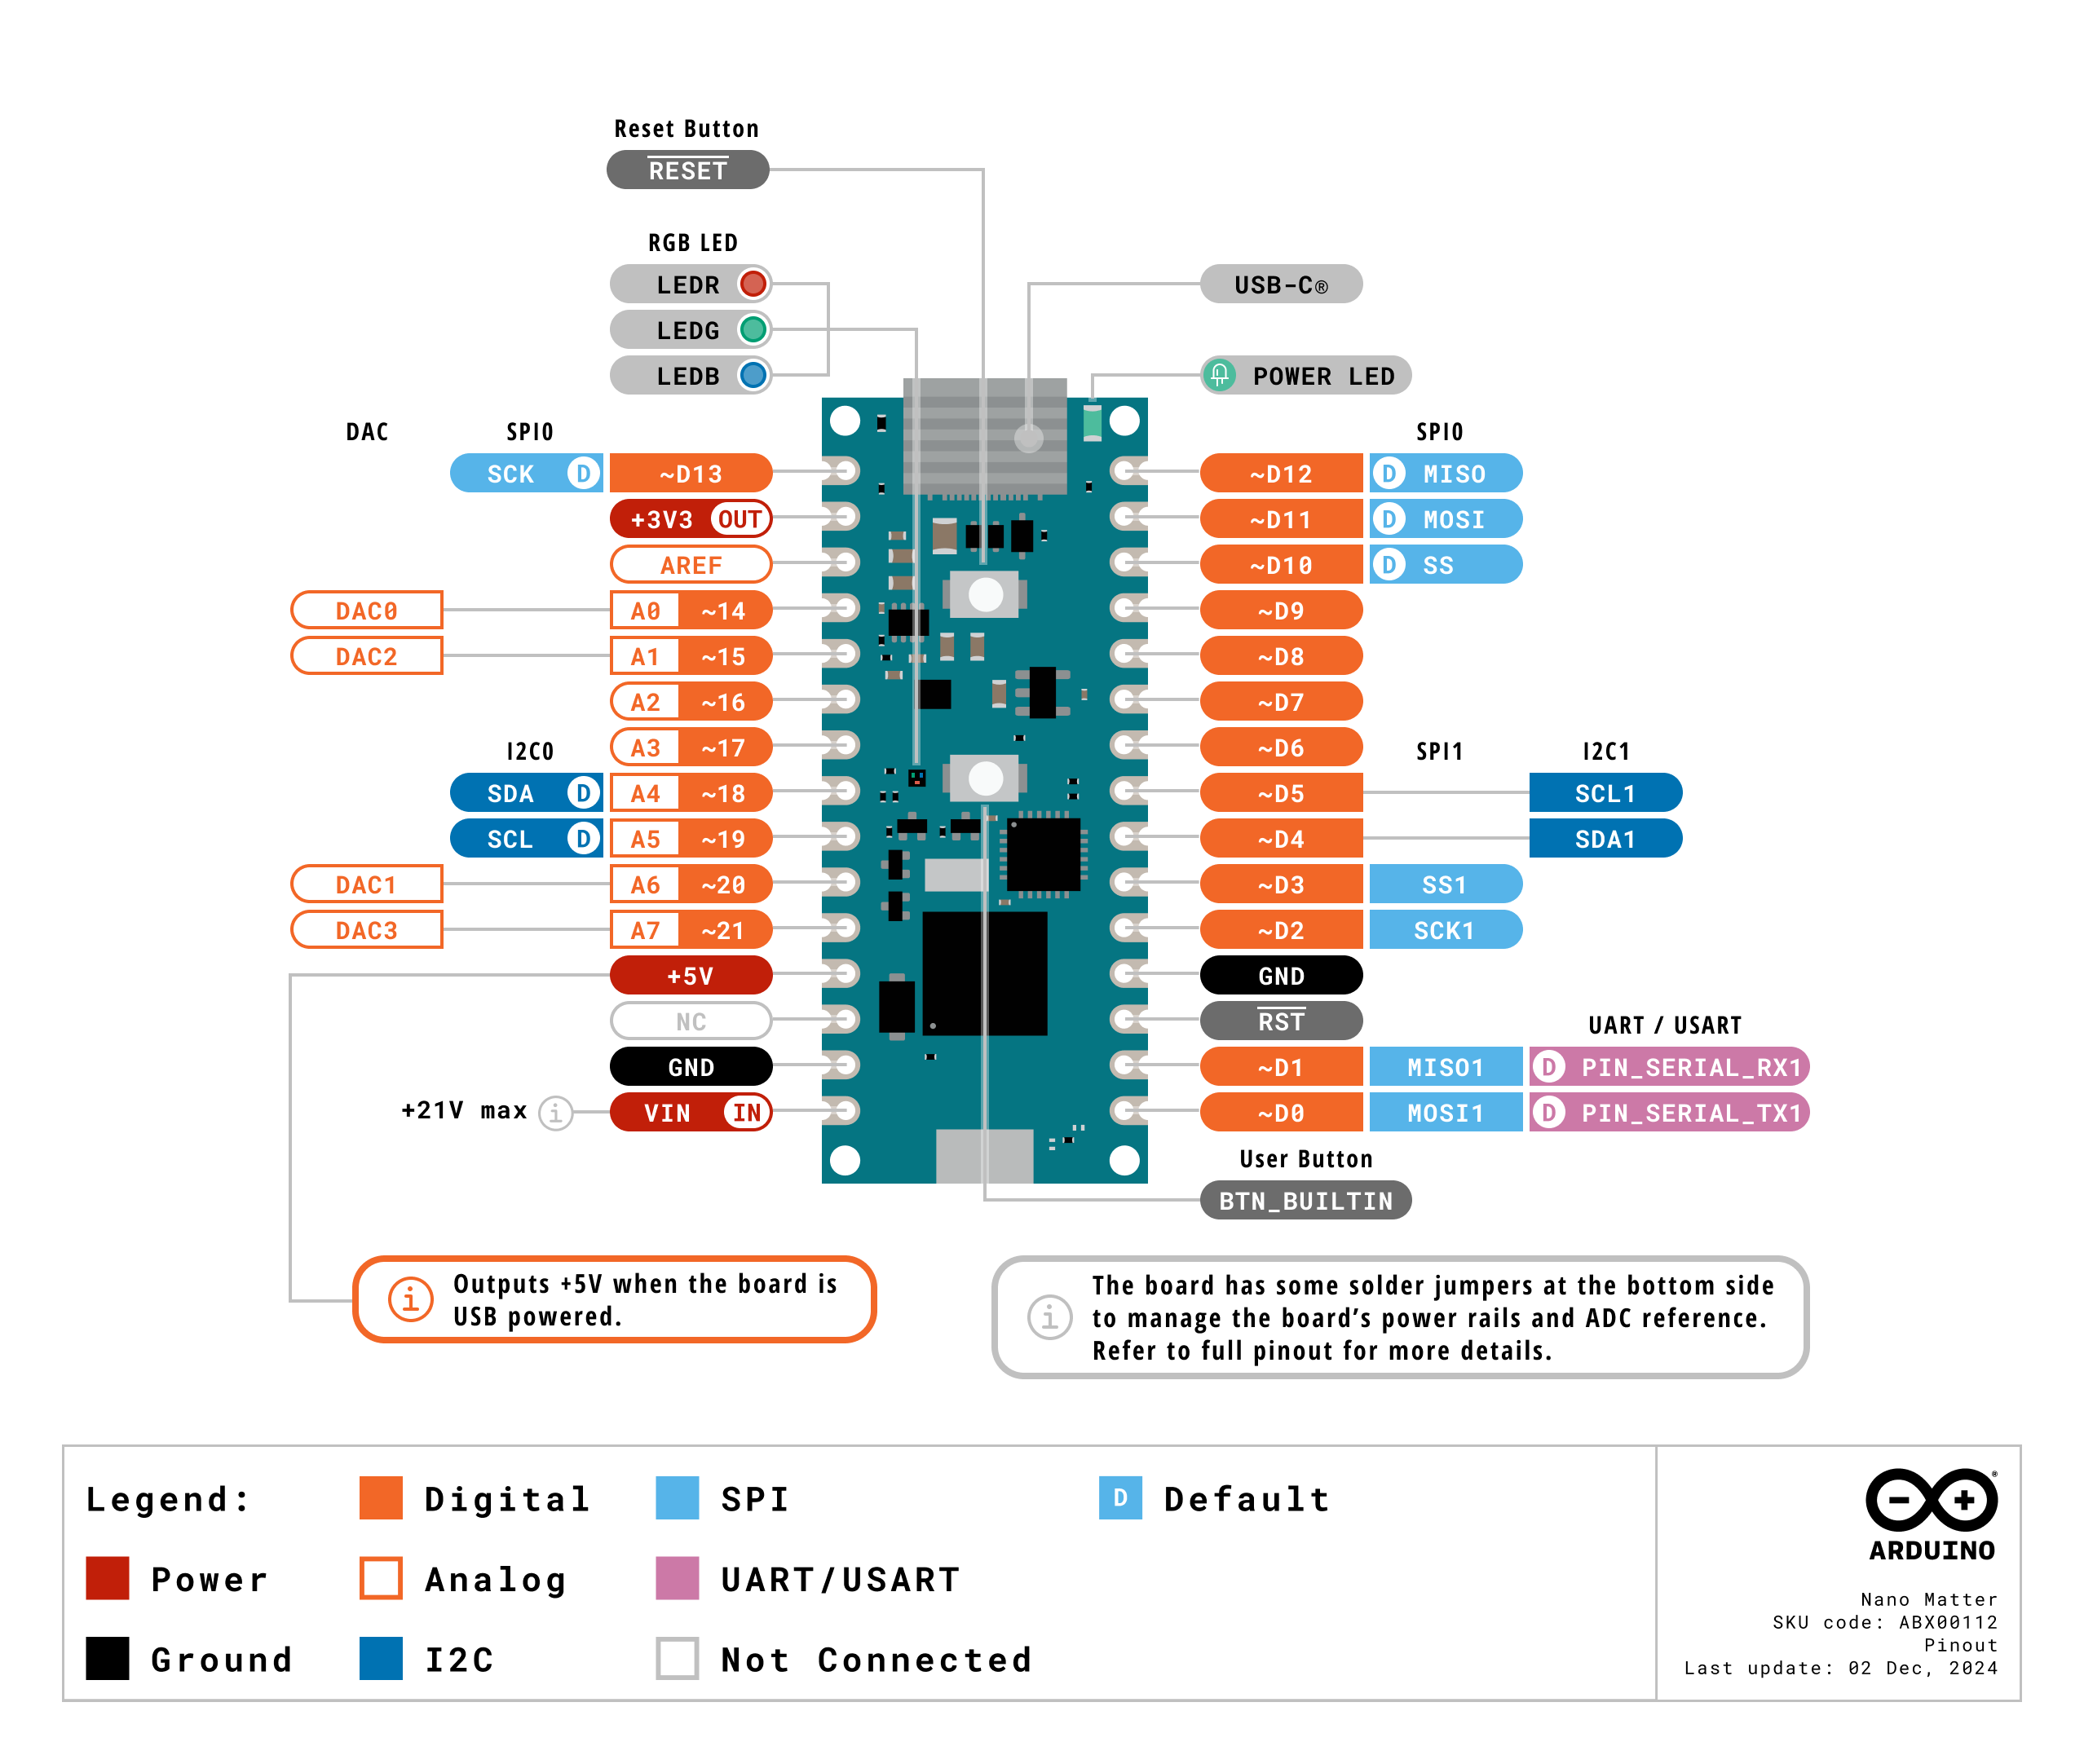 Reset Button
RESET
RGB LED
LEDR
LEDG
LEDB
USB-C®
POWER LED
DAC SPI0 SPI0
SCK D ~D13 ~D12 D MISO
+3V3 OUT ~D11 D MOSI
AREF ~D10 D SS
DAC0 A0 ~14 ~D9
DAC2 A1 ~15 ~D8
A2 ~16 ~D7
A3 ~17 ~D6
I2C0 SPI1 I2C1
SDA D A4 ~18 ~D5 SCL1
SCL D A5 ~19 ~D4 SDA1
DAC1 A6 ~20 ~D3 SS1
DAC3 A7 ~21 ~D2 SCK1
+5V GND
NC RST
UART / USART
GND ~D1 MISO1 D PIN_SERIAL_RX1
+21V max i VIN IN ~D0 MOSI1 D PIN_SERIAL_TX1
User Button
BTN_BUILTIN
i Outputs +5V when the board is
USB powered.
i The board has some solder jumpers at the bottom side
to manage the board’s power rails and ADC reference.
Refer to full pinout for more details.
Legend:
Power
Ground
Digital
Analog
I2C
SPI
UART/USART
Not Connected
D Default
®
ARDUINO
Nano Matter
SKU code: ABX00112
Pinout
Last update: 02 Dec, 2024